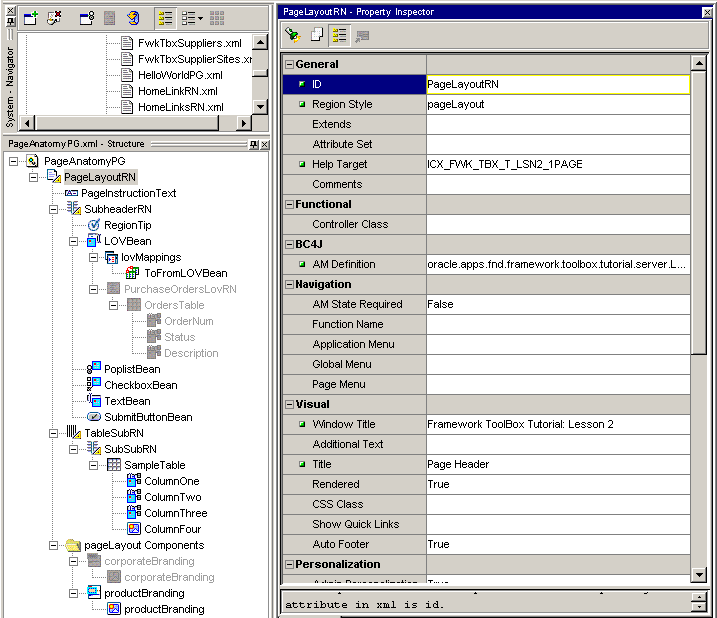 System - Navigator
FwkTbxSuppliers.xml
FwkTbxSupplierSites.xr
HelloWorldPG.xml
HomeLinkRN.xml
HomeLinksRN.xml
PageAnatomyPG.xml - Structure
PageAnatomyPG
PageLayoutRN
PageInstructionText
SubheaderRN
RegionTip
LOVBean
lovMappings
ToFromLOVBean
PurchaseOrdersLovRN
OrdersTable
OrderNum
Status
Description
PoplistBean
CheckboxBean
TextBean
SubmitButtonBean
TableSubRN
SubSubRN
SampleTable
ColumnOne
ColumnTwo
ColumnThree
ColumnFour
pageLayout Components
corporateBranding
corporateBranding
productBranding
productBranding
PageLayoutRN - Property Inspector
General
ID PageLayoutRN
Region Style pageLayout
Extends
Attribute Set
Help Target ICX_FWK_TBX_T_LSN2_1PAGE
Comments
Functional
Controller Class
BC4J
AM Definition oracle.apps.fnd.framework.toolbox.tutorial.server.L...
Navigation
AM State Required False
Function Name
Application Menu
Global Menu
Page Menu
Visual
Window Title Framework ToolBox Tutorial: Lesson 2
Additional Text
Title Page Header
Rendered True
CSS Class
Show Quick Links
Auto Footer True
Personalization
Admin Personalization True
attribute in xml is id.